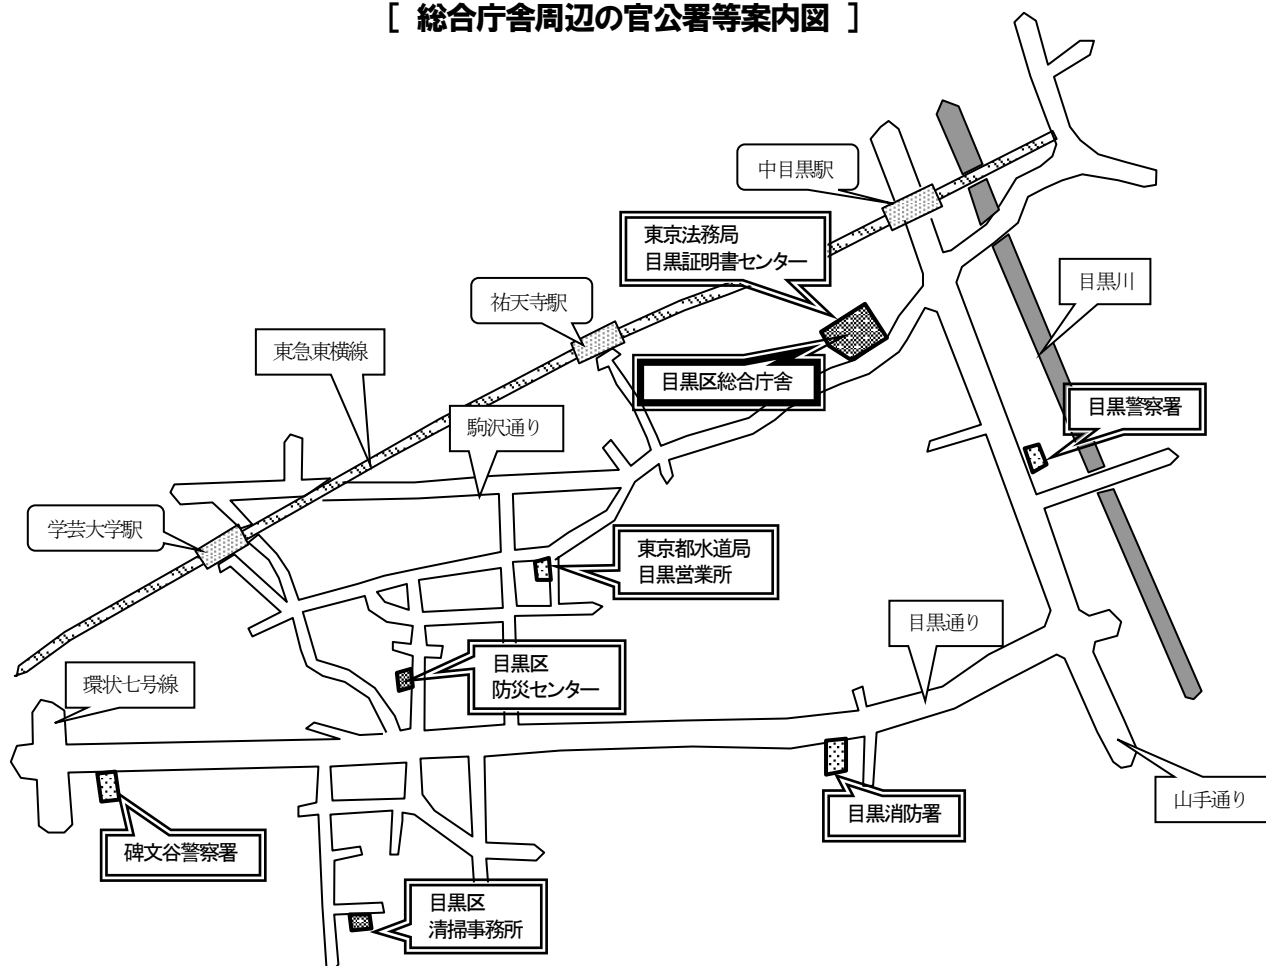 ［ 総合庁舎周辺の官公署等案内図 ］
中目黒駅
東京法務局
目黒証明書センター
目黒川
祐天寺駅
東急東横線
目黒区総合庁舎
目黒警察署
駒沢通り
学芸大学駅
東京都水道局
目黒営業所
目黒通り
目黒区
防災センター
環状七号線
山手通り
目黒消防署
碑文谷警察署
目黒区
清掃事務所